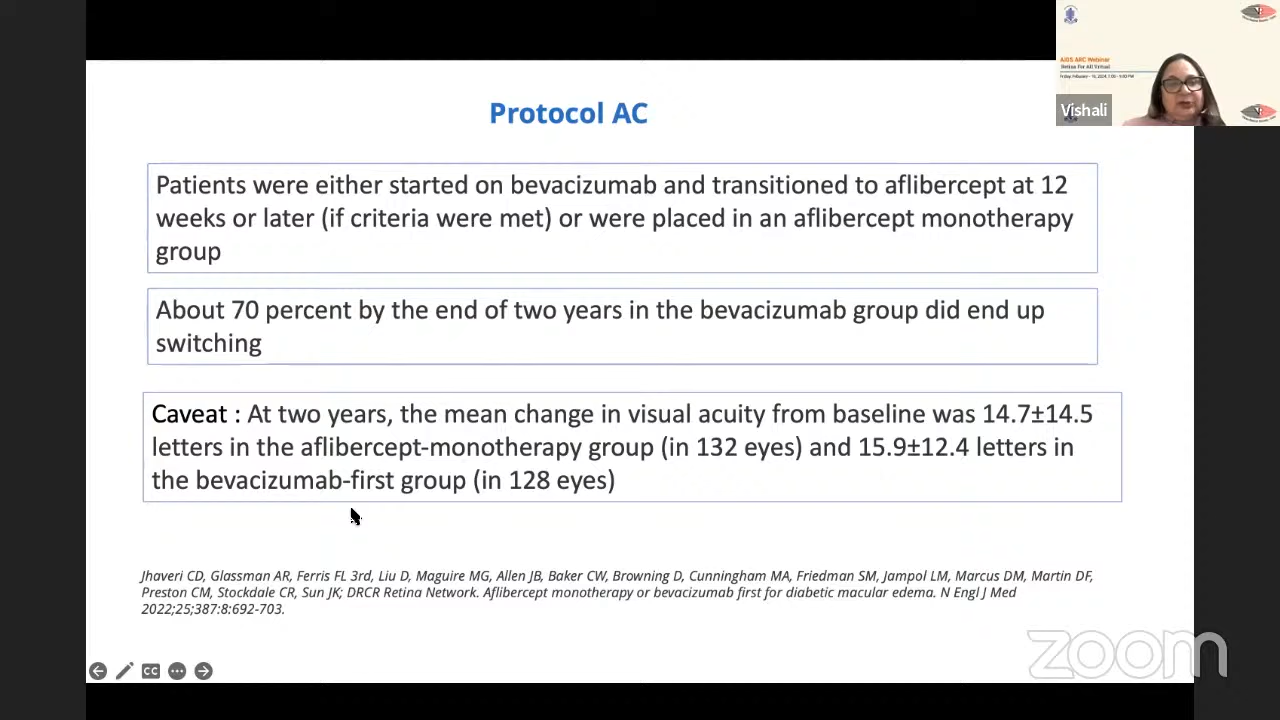 Protocol AC
Patients were either started on bevacizumab and transitioned to aflibercept at 12
weeks or later (if criteria were met) or were placed in an aflibercept monotherapy
group
About 70 percent by the end of two years in the bevacizumab group did end up
switching
Caveat : At two years, the mean change in visual acuity from baseline was 14.7±14.5
letters in the aflibercept-monotherapy group (in 132 eyes) and 15.9±12.4 letters in
the bevacizumab-first group (in 128 eyes)
Jhaveri CD, Glassman AR, Ferris FL 3rd, Liu D, Maguire MG, Allen JB, Baker CW, Browning D, Cunningham MA, Friedman SM, Jampol LM, Marcus DM, Martin DF,
Preston CM, Stockdale CR, Sun JK; DRCR Retina Network. Aflibercept monotherapy or bevacizumab first for diabetic macular edema. N Engl J Med
2022;25;387:8:692-703.
AIOS ARC Webinar
Vishali
CC
zoom